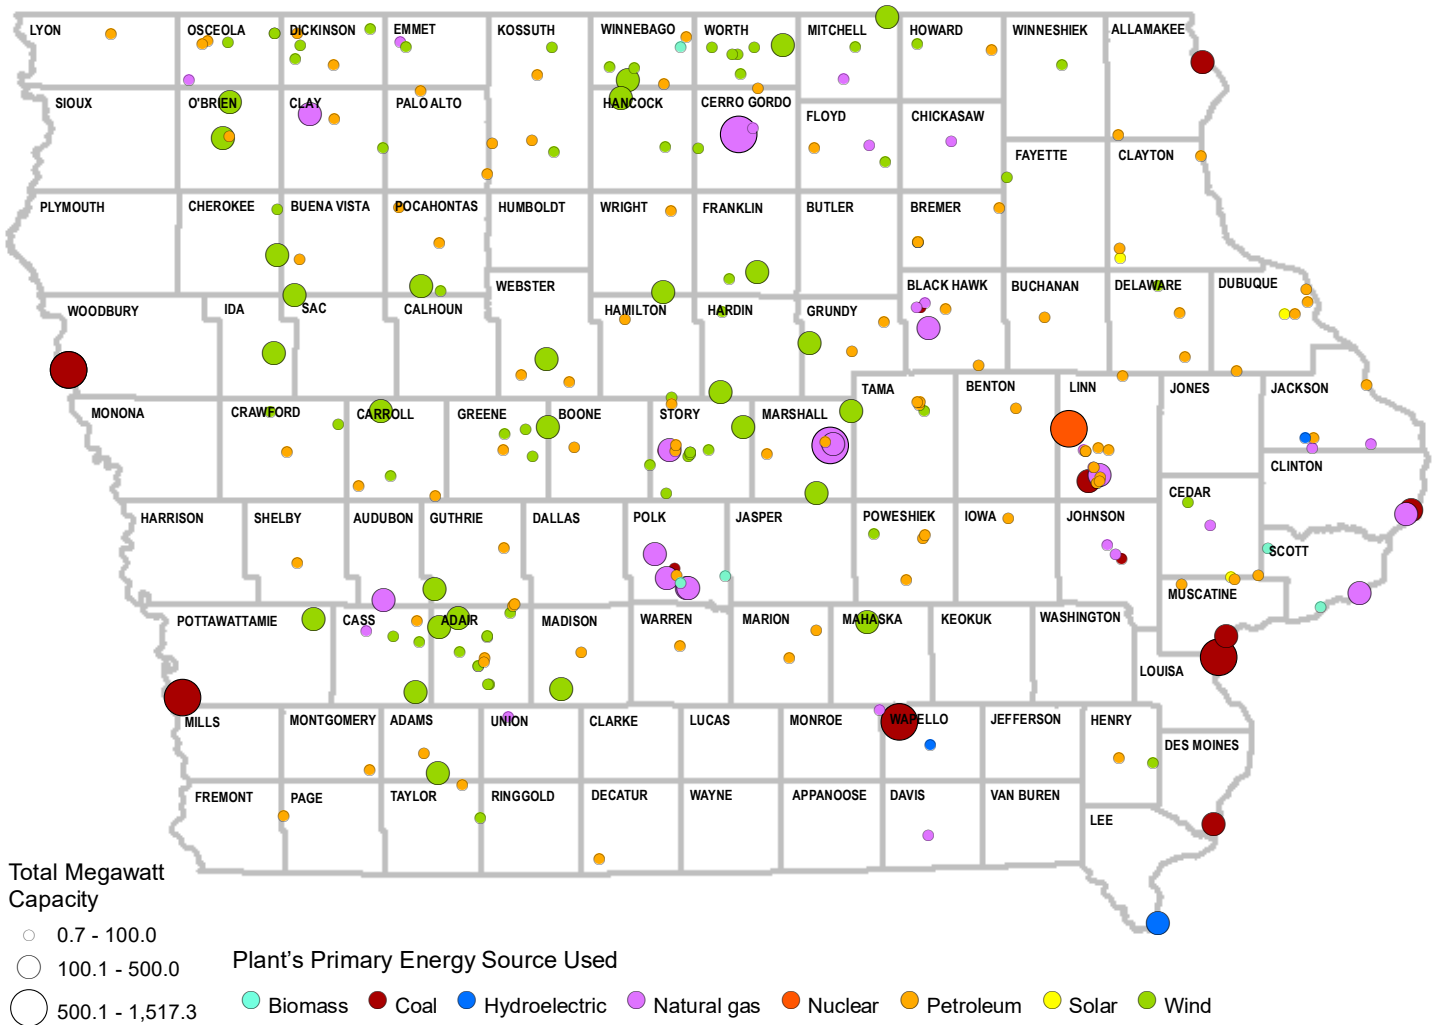 LYON OSCEOLA DICKINSON EMMET KOSSUTH WINNEBAGO WORTH MITCHELL HOWARD WINNESHIEK ALLAMAKEE
SIOUX O'BRIEN CLAY PALO ALTO HANCOCK CERRO GORDO FLOYD CHICKASAW
FAYETTE CLAYTON
PLYMOUTH CHEROKEE BUENA VISTA POCAHONTAS HUMBOLDT WRIGHT FRANKLIN BUTLER BREMER
WEBSTER BLACK HAWK BUCHANAN DELAWARE DUBUQUE
WOODBURY IDA SAC CALHOUN HAMILTON HARDIN GRUNDY
TAMA BENTON LINN JONES JACKSON
MONONA CRAWFORD CARROLL GREENE BOONE STORY MARSHALL
CLINTON
CEDAR
HARRISON SHELBY AUDUBON GUTHRIE DALLAS POLK JASPER POWESHIEK IOWA JOHNSON
SCOTT
MUSCATINE
POTTAWATTAMIE CASS ADAIR MADISON WARREN MARION MAHASKA KEOKUK WASHINGTON
LOUISA
MILLS MONTGOMERY ADAMS UNION CLARKE LUCAS MONROE WAPELLO JEFFERSON HENRY
DES MOINES
FREMONT PAGE TAYLOR RINGGOLD DECATUR WAYNE APPANOOSE DAVIS VAN BUREN
LEE
Total Megawatt
Capacity
0.7 - 100.0
100.1 - 500.0
500.1 - 1,517.3
Plant’s Primary Energy Source Used
Biomass Coal Hydroelectric Natural gas Nuclear Petroleum Solar Wind